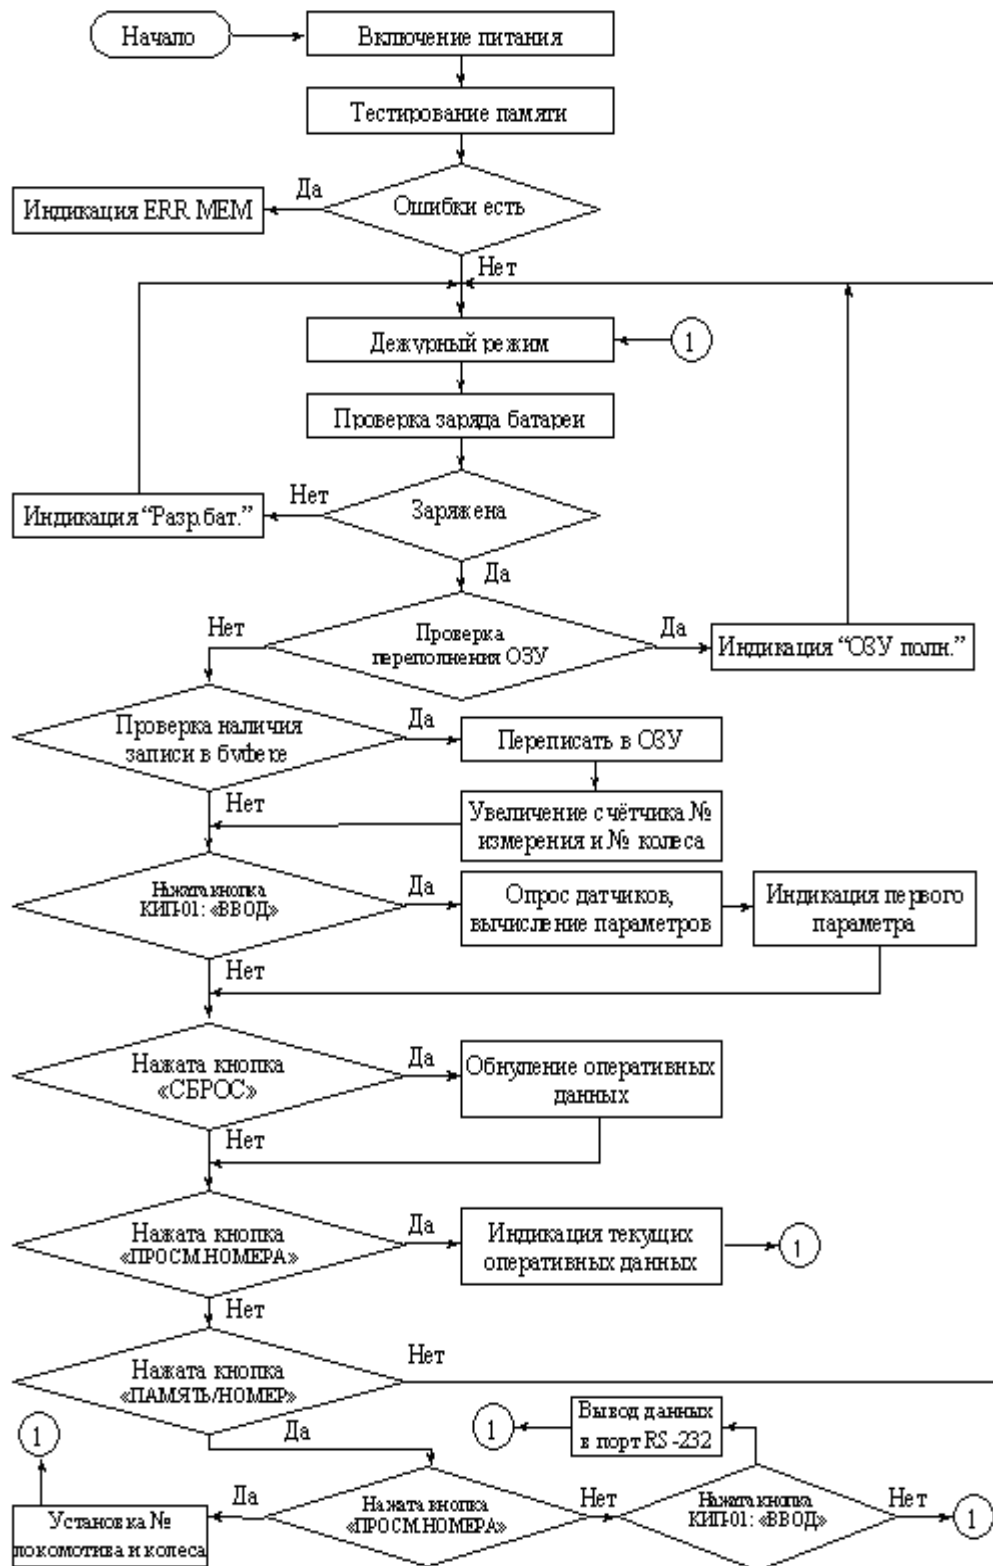 Начало
Включение питания
Тестирование памяти
Да
Ошибки есть
Индикация ERR MEM
Нет
Дежурный режим
1
Проверка заряда батареи
Нет
Заряжена
Индикация “Разр.бат.”
Да
Нет
Проверка
переполнения ОЗУ
Да
Индикация “ОЗУ полн.”
Проверка наличия
записи в буфере
Да
Переписать в ОЗУ
Нет
Увеличение счётчика №
измерения и № колеса
Нажата кнопка
КИП-01: «ВВОД»
Да
Опрос датчиков,
вычисление параметров
Индикация первого
параметра
Нет
Нажата кнопка
«СБРОС»
Да
Обнуление оперативных
данных
Нет
Нажата кнопка
«ПРОСМ.НОМЕРА»
Да
Индикация текущих
оперативных данных
1
Нет
Нажата кнопка
«ПАМЯТЬ/НОМЕР»
Нет
Да
1
1
Вывод данных
в порт RS -232
Установка №
локомотива и колеса
Да
Нажата кнопка
«ПРОСМ.НОМЕРА»
Нет
Нажата кнопка
КИП-01: «ВВОД»
Нет
1